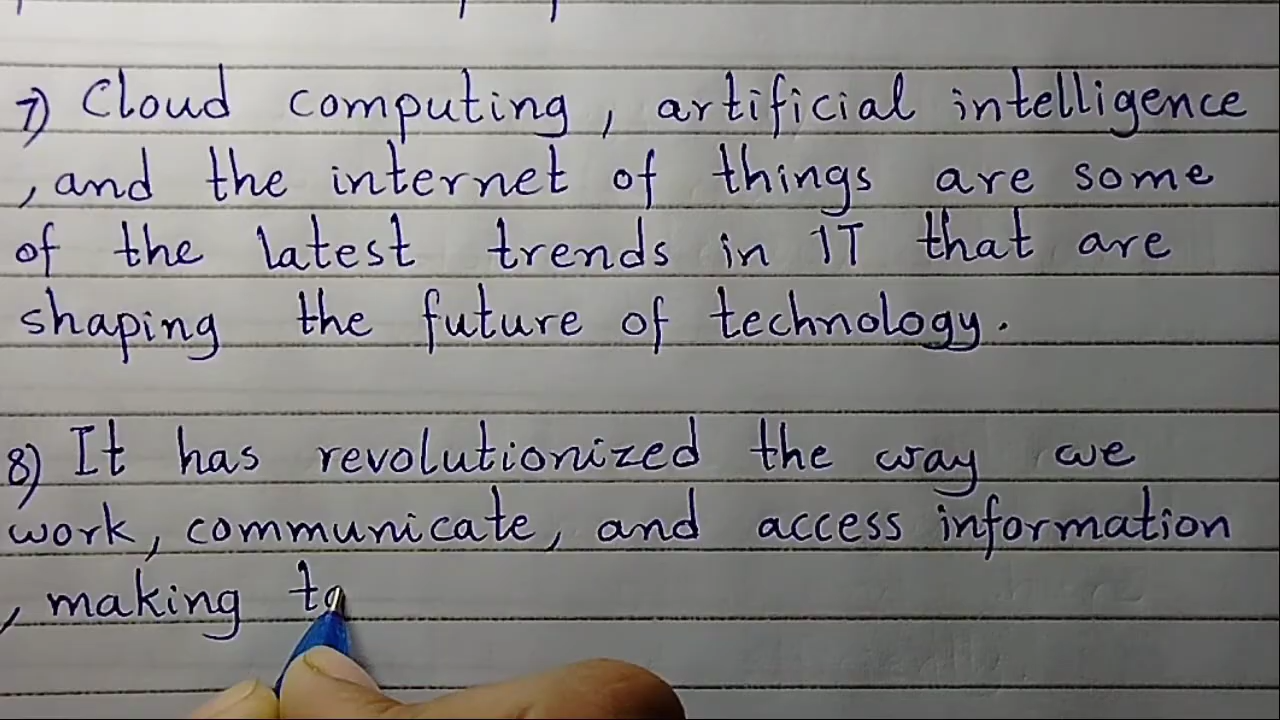 7) Cloud computing, artificial intelligence
, and the internet of things are some
of the latest trends in IT that are
shaping the future of technology.
8) It has revolutionized the way we
work, communicate, and access information
, making